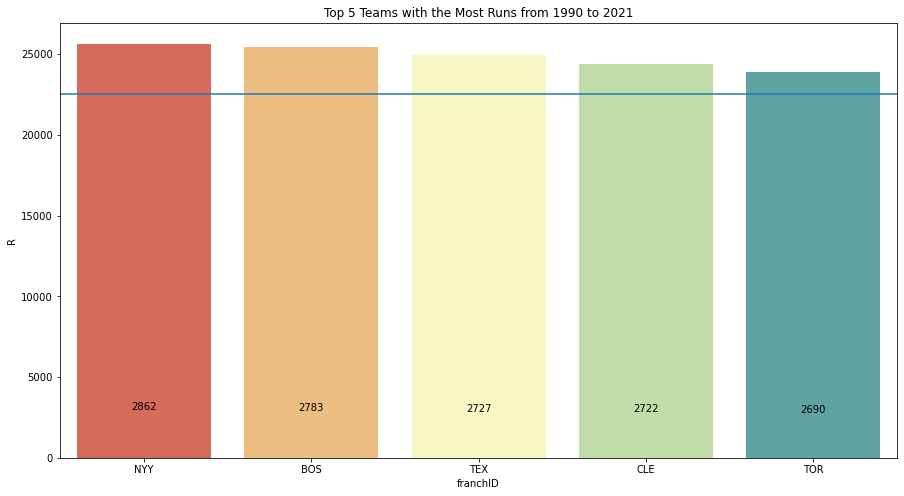 Top 5 Teams with the Most Runs from 1990 to 2021
R
25000
20000
15000
10000
5000
0
2862
2783
2727
2722
2690
NYY
BOS
TEX
CLE
TOR
franchID